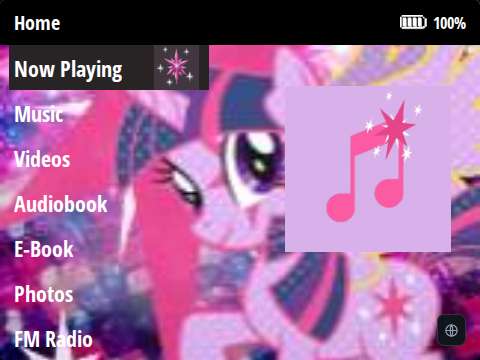 Home
100%
Now Playing
Music
Videos
Audiobook
E-Book
Photos
FM Radio